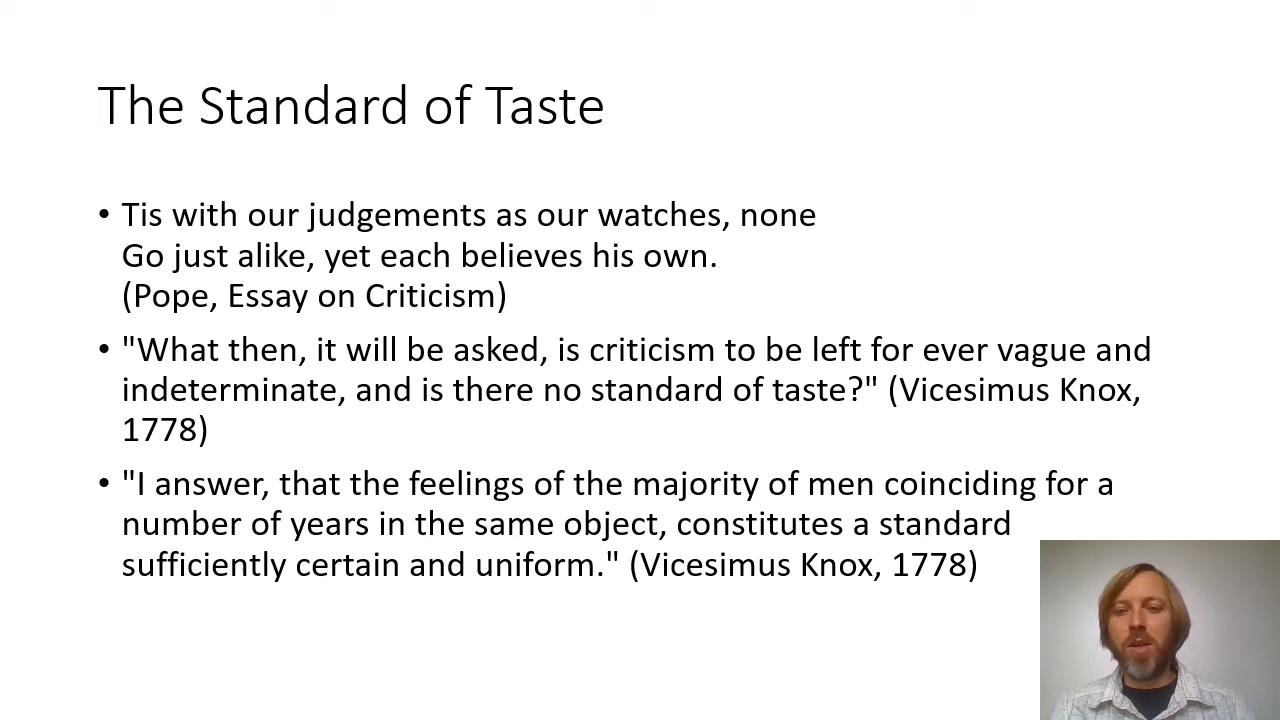 The Standard of Taste
• Tis with our judgements as our watches, none
Go just alike, yet each believes his own.
(Pope, Essay on Criticism)
• "What then, it will be asked, is criticism to be left for ever vague and
indeterminate, and is there no standard of taste?" (Vicesimus Knox,
1778)
• "I answer, that the feelings of the majority of men coinciding for a
number of years in the same object, constitutes a standard
sufficiently certain and uniform." (Vicesimus Knox, 1778)